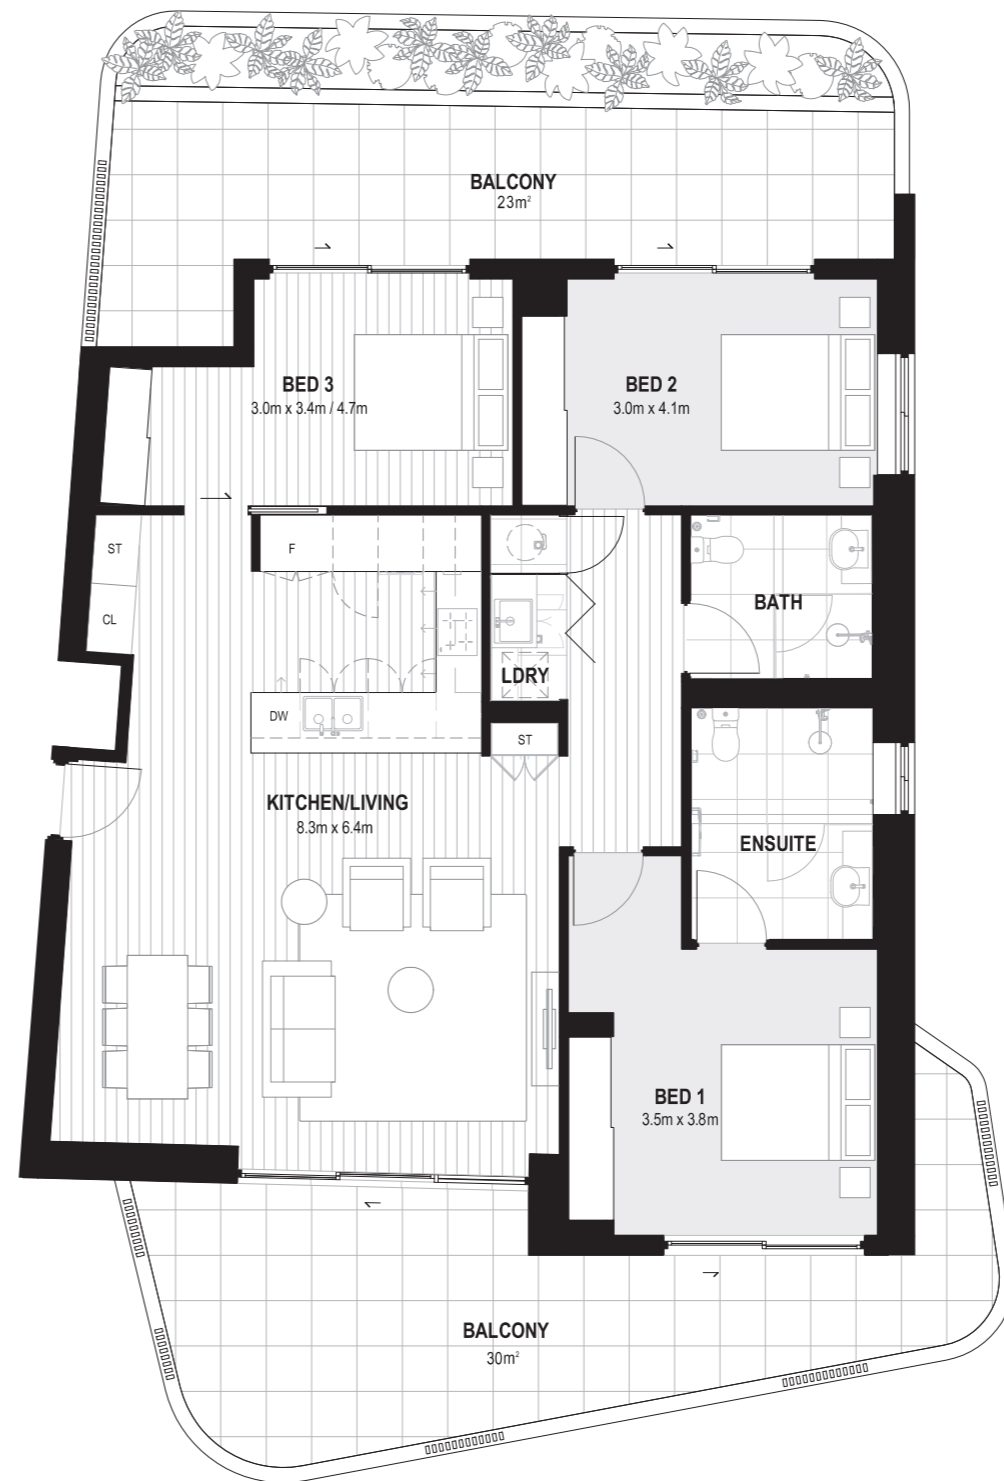 BALCONY
23m²
BED 3
3.0m x 3.4m / 4.7m
BED 2
3.0m x 4.1m
ST
F
CL
BATH
LDRY
DW
ST
KITCHEN/LIVING
8.3m x 6.4m
ENSUITE
BED 1
3.5m x 3.8m
BALCONY
30m²